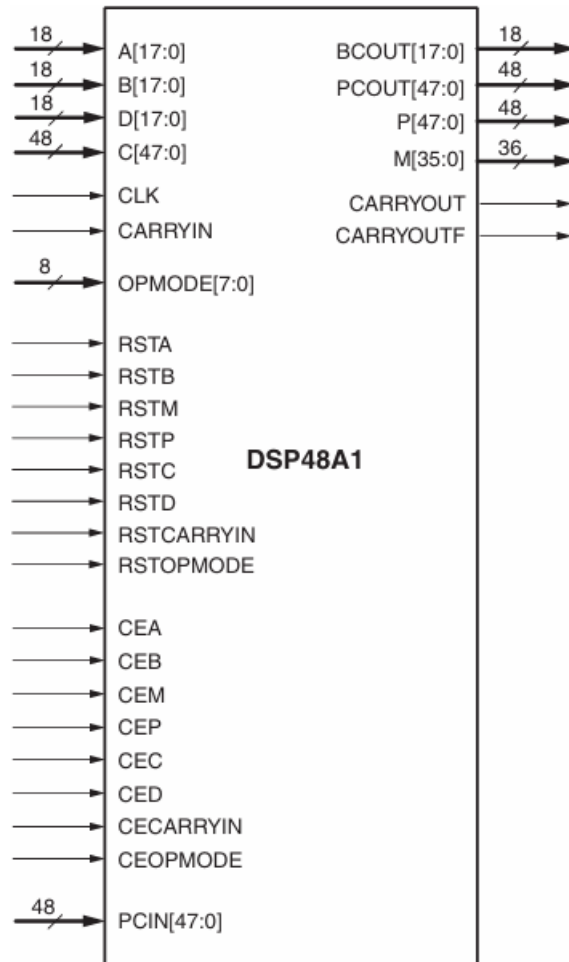 18 A[17:0] BCOUT[17:0] 18
18 B[17:0] PCOUT[47:0] 48
18 D[17:0] P[47:0] 48
48 C[47:0] M[35:0] 36
CLK CARRYOUT
CARRYIN CARRYOUTF
8 OPMODE[7:0]
RSTA
RSTB
RSTM
RSTP
DSP48A1
RSTC
RSTD
RSTCARRYIN
RSTOPMODE
CEA
CEB
CEM
CEP
CEC
CED
CECARRYIN
CEOPMODE
48 PCIN[47:0]